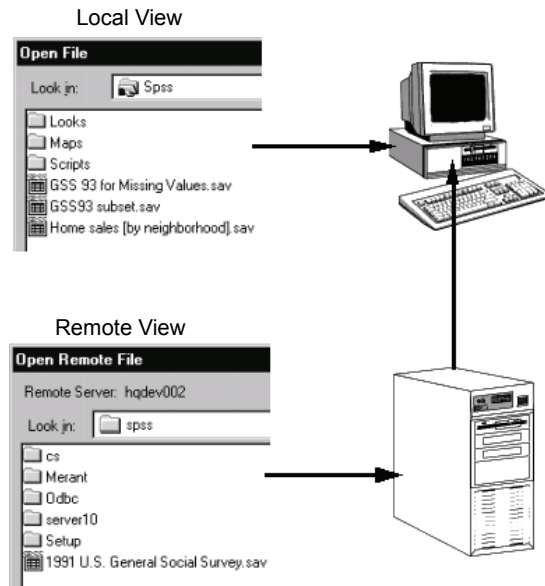 Local View
Open File
Look in: Spss
Looks
Maps
Scripts
GSS 93 for Missing Values.sav
GSS93 subset.sav
Home sales [by neighborhood].sav
Remote View
Open Remote File
Remote Server: hqdev002
Look in: spss
cs
Merant
Odbc
server10
Setup
1991 U.S. General Social Survey.sav